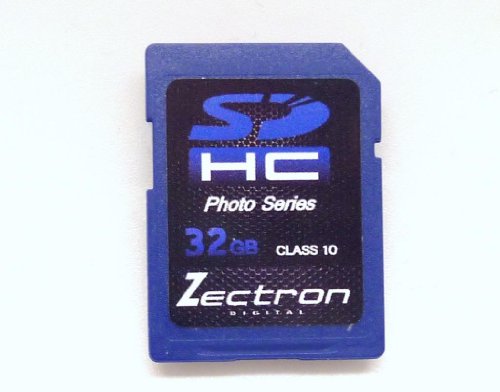 SD
HC
Photo Series
32GB CLASS 10
Zectron
DIGITAL